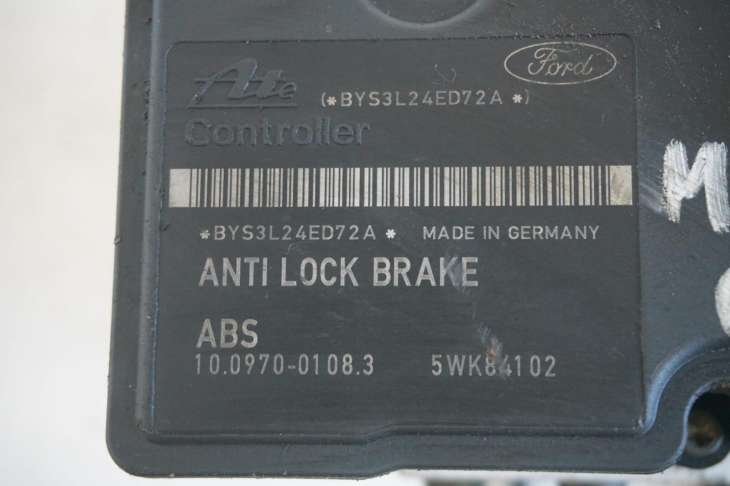 Ate
Ford
(*BYS3L24ED72A *)
Controller
*BYS3L24ED72A * MADE IN GERMANY
ANTI LOCK BRAKE
ABS
10.0970-0108.3 5WK84102
M